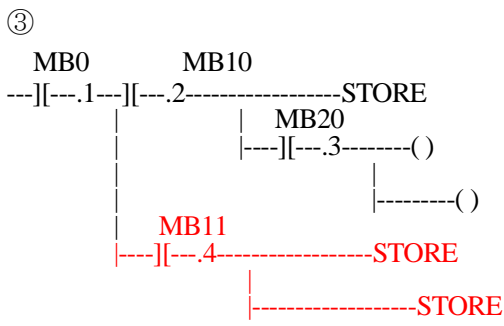 ③
MB0 MB10
---][---.1---][---.2------------------STORE
| | MB20
| |----][---.3--------( )
| |
| |---------( )
| MB11
|----][---.4------------------STORE
|
|-------------------STORE